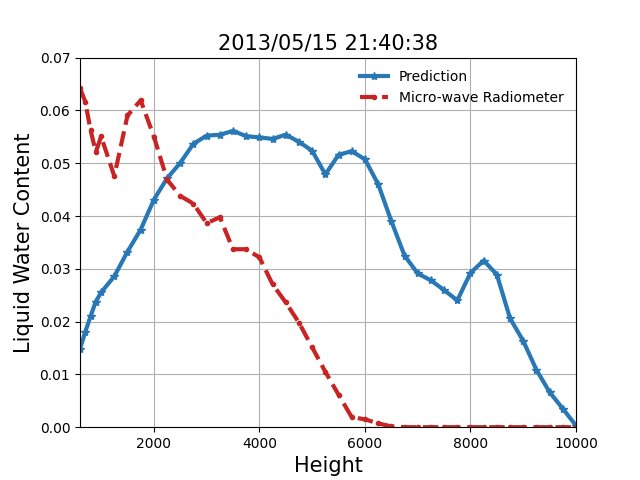 2013/05/15 21:40:38
Prediction
Micro-wave Radiometer
Liquid Water Content
0.07
0.06
0.05
0.04
0.03
0.02
0.01
0.00
2000 4000 6000 8000 10000
Height